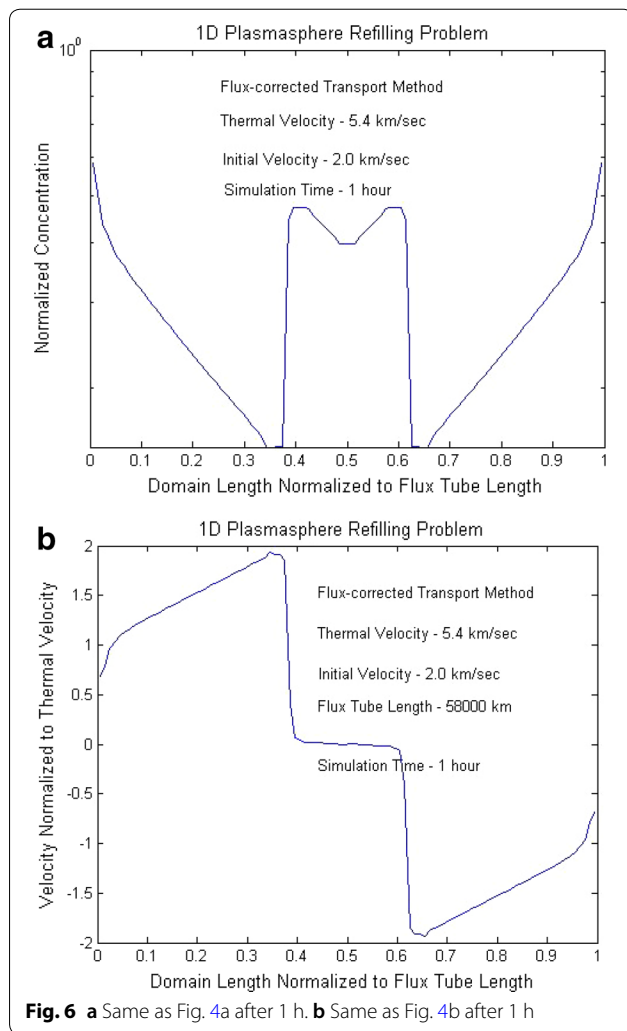 a
1D Plasmasphere Refilling Problem
10⁰
Flux-corrected Transport Method
Thermal Velocity - 5.4 km/sec
Initial Velocity - 2.0 km/sec
Simulation Time - 1 hour
Normalized Concentration
0 0.1 0.2 0.3 0.4 0.5 0.6 0.7 0.8 0.9 1
Domain Length Normalized to Flux Tube Length
b
1D Plasmasphere Refilling Problem
2
1.5
1
0.5
0
-0.5
-1
-1.5
-2
Velocity Normalized to Thermal Velocity
Flux-corrected Transport Method
Thermal Velocity - 5.4 km/sec
Initial Velocity - 2.0 km/sec
Flux Tube Length - 58000 km
Simulation Time - 1 hour
0 0.1 0.2 0.3 0.4 0.5 0.6 0.7 0.8 0.9 1
Domain Length Normalized to Flux Tube Length
Fig. 6 a Same as Fig. 4a after 1 h. b Same as Fig. 4b after 1 h